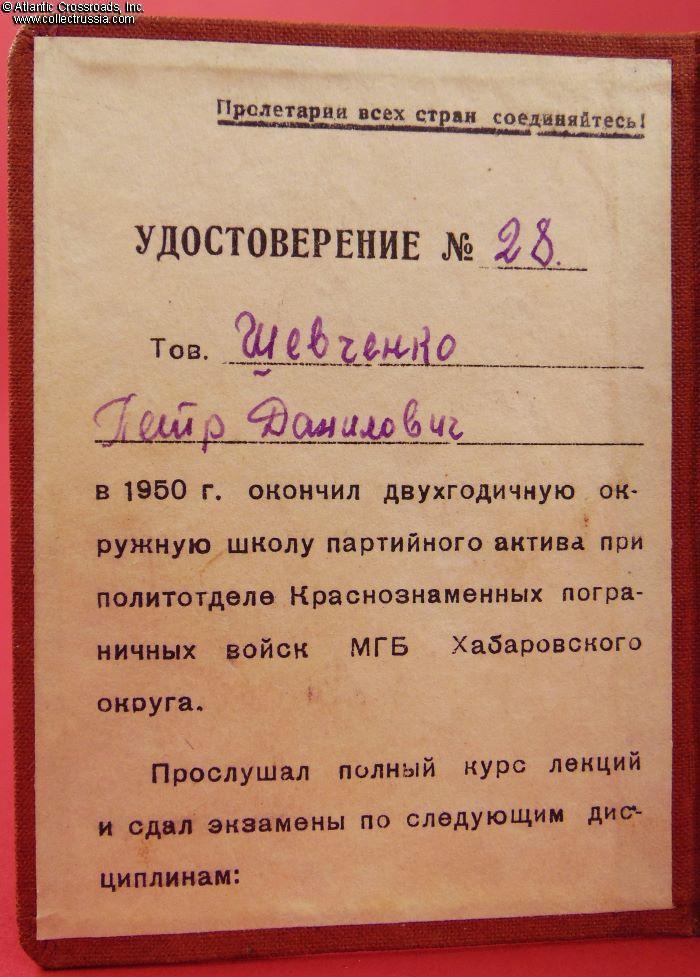 © Atlantic Crossroads, Inc.
www.collectrussia.com
Пролетарии всех стран соединяйтесь!
УДОСТОВЕРЕНИЕ № 28.
Тов. Шевченко
Петр Данилович
в 1950 г. окончил двухгодичную ок-
ружную школу партийного актива при
политотделе Краснознаменных погра-
ничных войск МГБ Хабаровского
округа.
Прослушал полный курс лекций
и сдал экзамены по следующим дис-
циплинам: